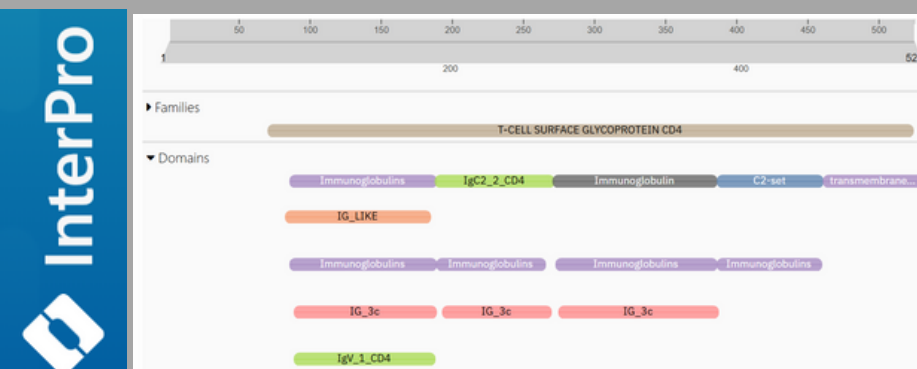 InterPro
50 100 150 200 250 300 350 400 450 500
1 52
200 400
Families
T-CELL SURFACE GLYCOPROTEIN CD4
Domains
Immunoglobulins IgC2_2_CD4 Immunoglobulin C2-set transmembrane...
IG_LIKE
Immunoglobulins Immunoglobulins Immunoglobulins Immunoglobulins
IG_3c IG_3c IG_3c
IgV_1_CD4